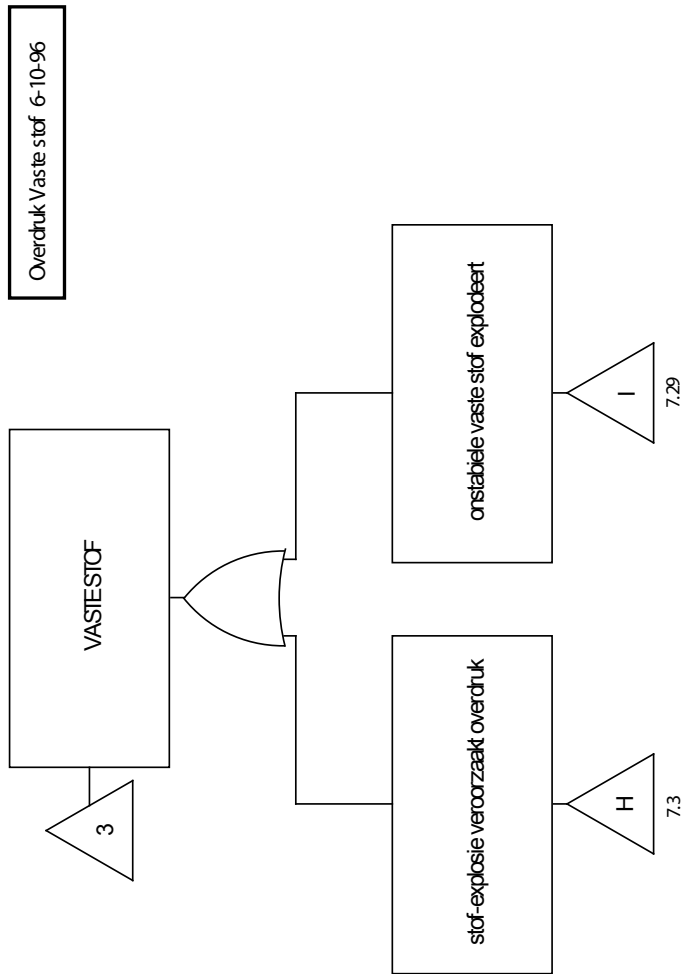 Overdruk Vaste stof 6-10-96
VASTE STOF
3
stof-explosie veroorzaakt overdruk
onstabiele vaste stof explodeert
H
I
7.3
7.29